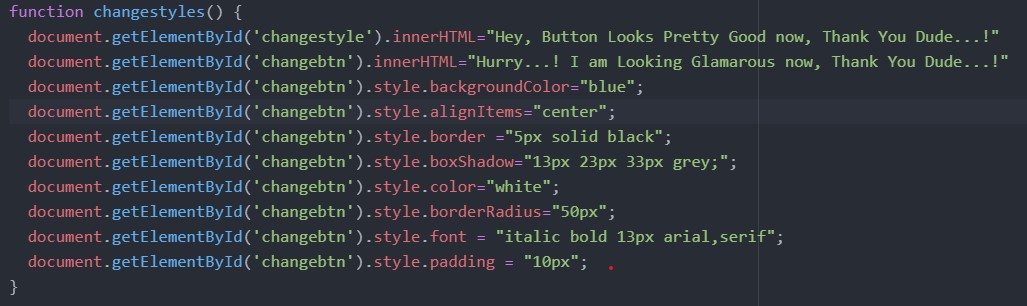 function changestyles() {
  document.getElementById('changestyle').innerHTML="Hey, Button Looks Pretty Good now, Thank You Dude...!"
  document.getElementById('changebtn').innerHTML="Hurry...! I am Looking Glamarous now, Thank You Dude...!"
  document.getElementById('changebtn').style.backgroundColor="blue";
  document.getElementById('changebtn').style.alignItems="center";
  document.getElementById('changebtn').style.border ="5px solid black";
  document.getElementById('changebtn').style.boxShadow="13px 23px 33px grey;";
  document.getElementById('changebtn').style.color="white";
  document.getElementById('changebtn').style.borderRadius="50px";
  document.getElementById('changebtn').style.font = "italic bold 13px arial,serif";
  document.getElementById('changebtn').style.padding = "10px";
}